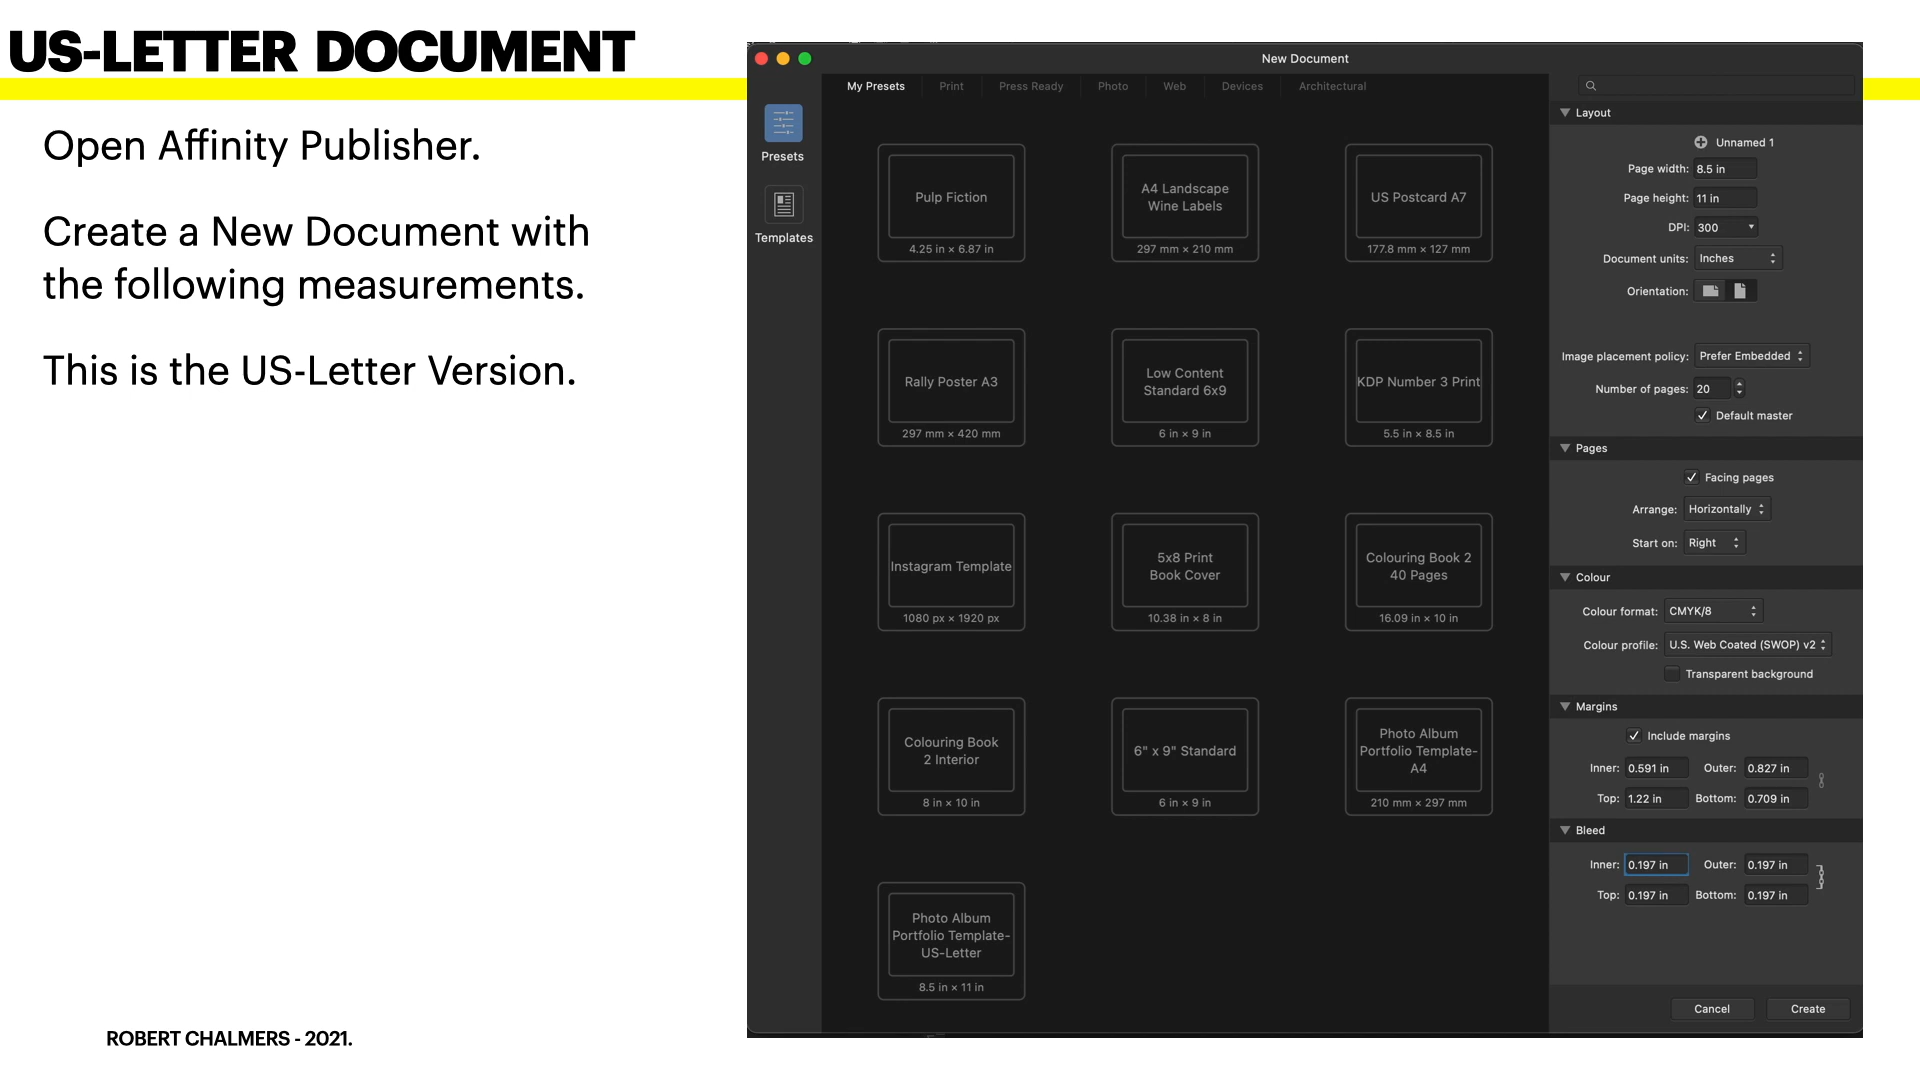 US-LETTER DOCUMENT
Open Affinity Publisher.
Create a New Document with
the following measurements.
This is the US-Letter Version.
ROBERT CHALMERS - 2021.
New Document
My Presets Print Press Ready Photo Web Devices Architectural
Presets
Templates
Pulp Fiction
4.25 in × 6.87 in
A4 Landscape
Wine Labels
297 mm × 210 mm
US Postcard A7
177.8 mm × 127 mm
Rally Poster A3
297 mm × 420 mm
Low Content
Standard 6x9
6 in × 9 in
KDP Number 3 Print
5.5 in × 8.5 in
Instagram Template
1080 px × 1920 px
5x8 Print
Book Cover
10.38 in × 8 in
Colouring Book 2
40 Pages
16.09 in × 10 in
Colouring Book
2 Interior
8 in × 10 in
6" x 9" Standard
6 in × 9 in
Photo Album
Portfolio Template-
A4
210 mm × 297 mm
Photo Album
Portfolio Template-
US-Letter
8.5 in × 11 in
Layout
Unnamed 1
Page width: 8.5 in
Page height: 11 in
DPI: 300
Document units: Inches
Orientation:
Image placement policy: Prefer Embedded
Number of pages: 20
Default master
Pages
Facing pages
Arrange: Horizontally
Start on: Right
Colour
Colour format: CMYK/8
Colour profile: U.S. Web Coated (SWOP) v2
Transparent background
Margins
Include margins
Inner: 0.591 in Outer: 0.827 in
Top: 1.22 in Bottom: 0.709 in
Bleed
Inner: 0.197 in Outer: 0.197 in
Top: 0.197 in Bottom: 0.197 in
Cancel Create